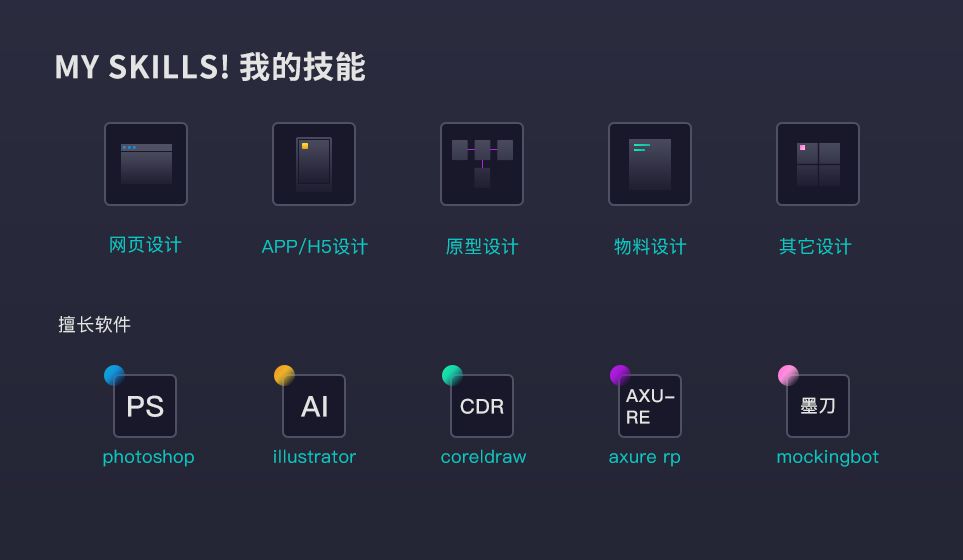 MY SKILLS! 我的技能
网页设计
APP/H5设计
原型设计
物料设计
其它设计
擅长软件
PS
AI
CDR
AXU-
RE
墨刀
photoshop
illustrator
coreldraw
axure rp
mockingbot